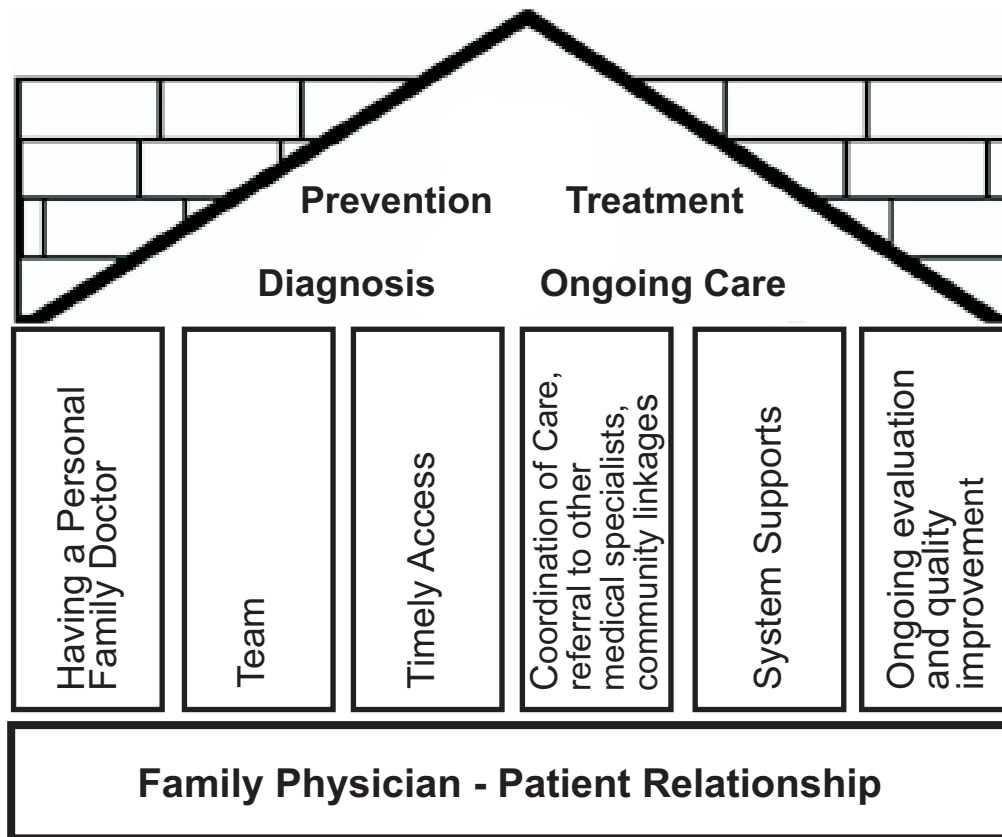 Prevention Treatment
Diagnosis Ongoing Care
Having a Personal
Family Doctor
Team
Timely Access
Coordination of Care,
referral to other
medical specialists,
community linkages
System Supports
Ongoing evaluation
and quality
improvement
Family Physician - Patient Relationship